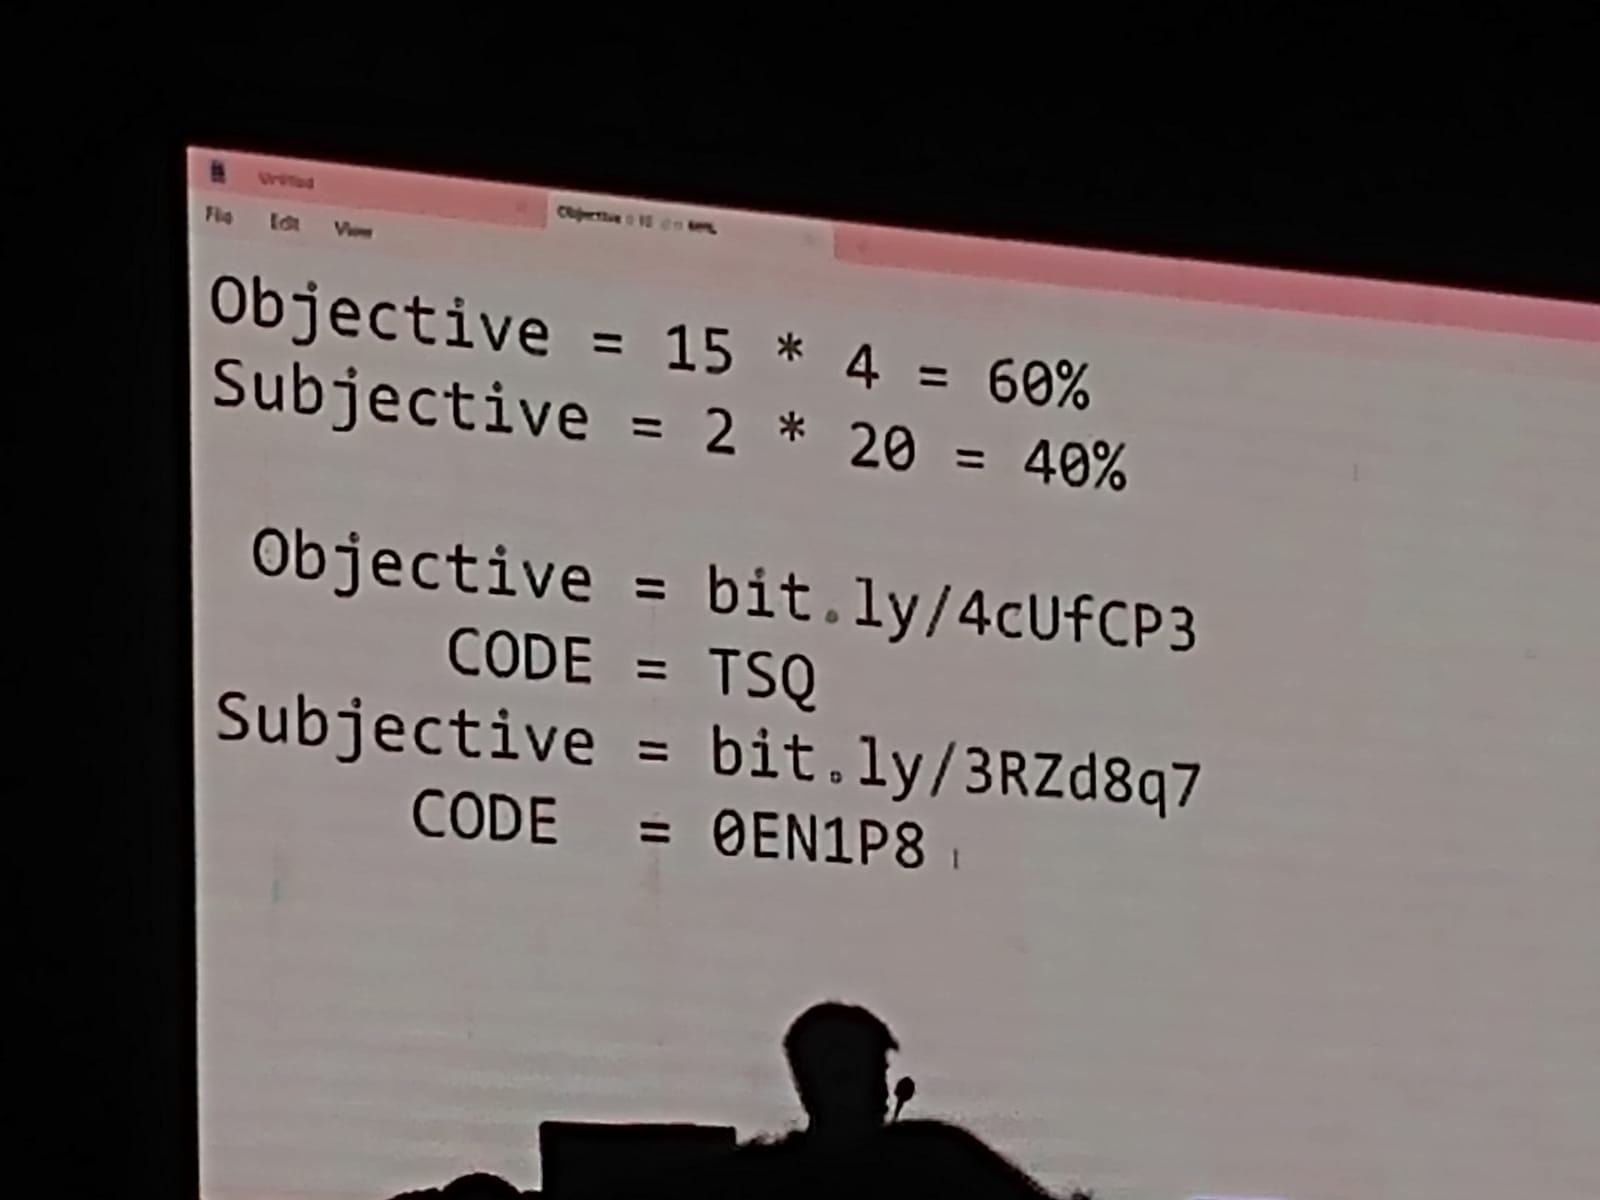 Untitled
Objective
File Edit View
Objective = 15 * 4 = 60%
Subjective = 2 * 20 = 40%
Objective = bit.ly/4cUfCP3
CODE = TSQ
Subjective = bit.ly/3RZd8q7
CODE = 0EN1P8